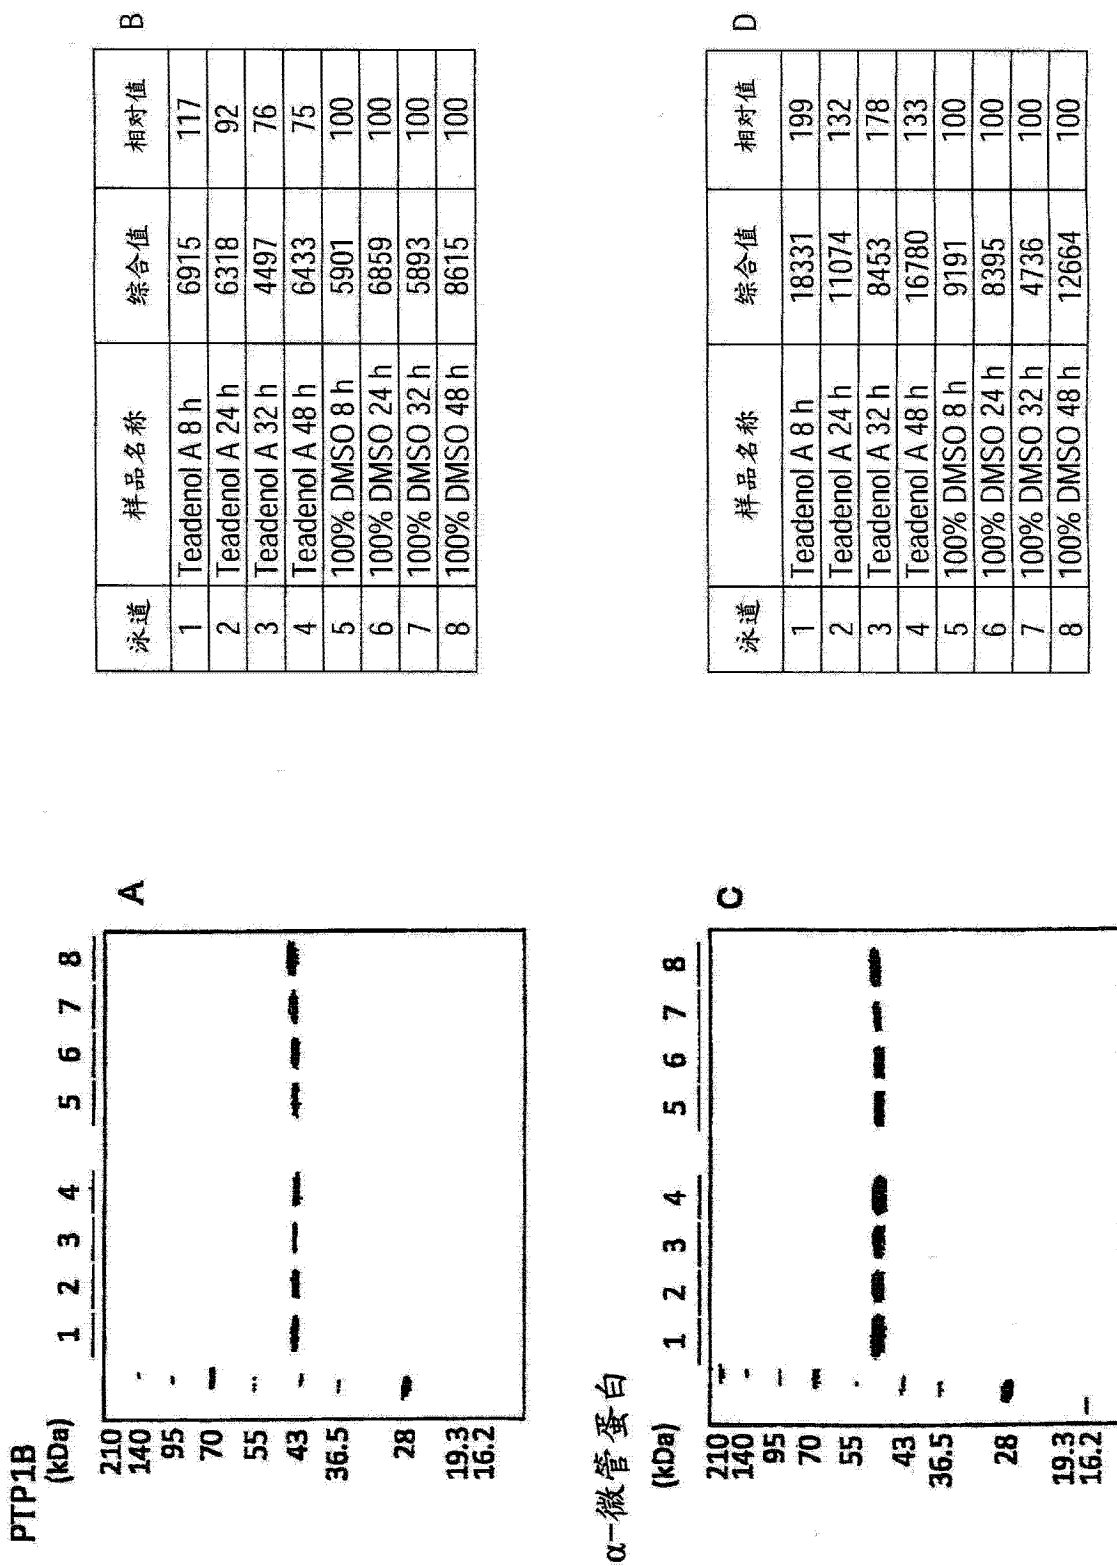 PTP1B
(kDa)
210
140
95
70
55
43
36.5
28
19.3
16.2
1 2 3 4 5 6 7 8
A
泳道 样品名称 综合值 相对值
1 Teadenol A 8 h 6915 117
2 Teadenol A 24 h 6318 92
3 Teadenol A 32 h 4497 76
4 Teadenol A 48 h 6433 75
5 100% DMSO 8 h 5901 100
6 100% DMSO 24 h 6859 100
7 100% DMSO 32 h 5893 100
8 100% DMSO 48 h 8615 100
B
α-微管蛋白
(kDa)
210
140
95
70
55
43
36.5
28
19.3
16.2
1 2 3 4 5 6 7 8
C
泳道 样品名称 综合值 相对值
1 Teadenol A 8 h 18331 199
2 Teadenol A 24 h 11074 132
3 Teadenol A 32 h 8453 178
4 Teadenol A 48 h 16780 133
5 100% DMSO 8 h 9191 100
6 100% DMSO 24 h 8395 100
7 100% DMSO 32 h 4736 100
8 100% DMSO 48 h 12664 100
D